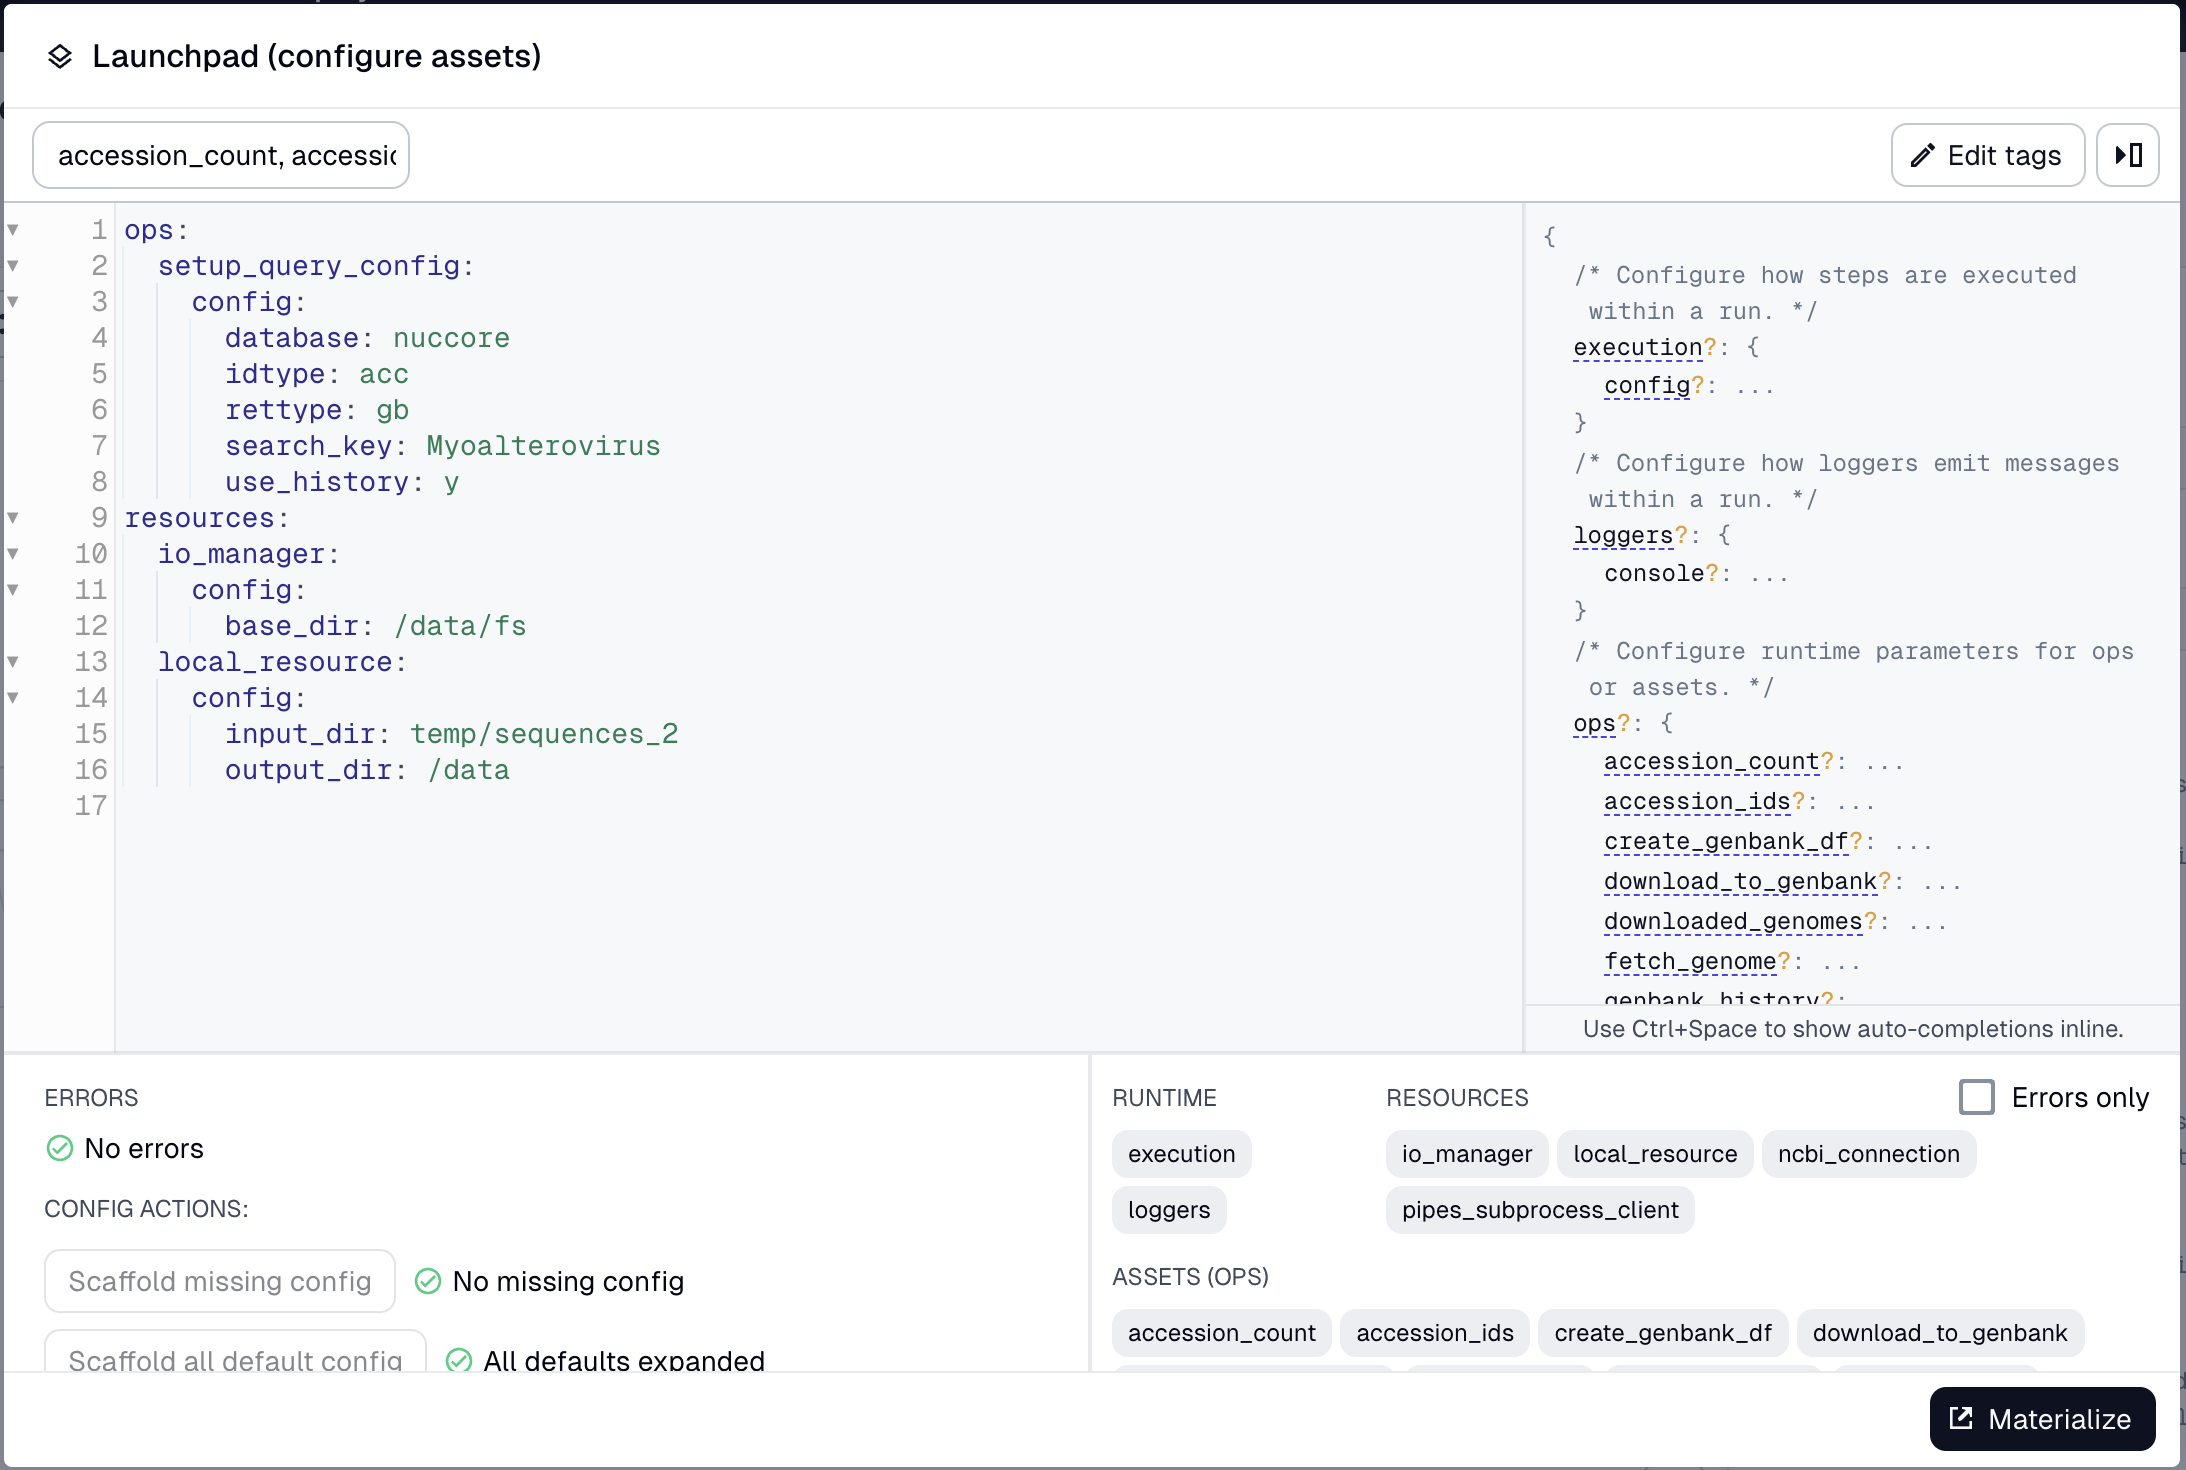 Launchpad (configure assets)
accession_count, accessic
Edit tags
1 ops:
2 setup_query_config:
3 config:
4 database: nuccore
5 idtype: acc
6 rettype: gb
7 search_key: Myoalterovirus
8 use_history: y
9 resources:
10 io_manager:
11 config:
12 base_dir: /data/fs
13 local_resource:
14 config:
15 input_dir: temp/sequences_2
16 output_dir: /data
17
{
/* Configure how steps are executed
within a run. */
execution?: {
config?: ...
}
/* Configure how loggers emit messages
within a run. */
loggers?: {
console?: ...
}
/* Configure runtime parameters for ops
or assets. */
ops?: {
accession_count?: ...
accession_ids?: ...
create_genbank_df?: ...
download_to_genbank?: ...
downloaded_genomes?: ...
fetch_genome?: ...
genbank_history?:
Use Ctrl+Space to show auto-completions inline.
ERRORS
No errors
CONFIG ACTIONS:
Scaffold missing config
No missing config
Scaffold all default config
All defaults expanded
RUNTIME
execution
loggers
RESOURCES
Errors only
io_manager local_resource ncbi_connection
pipes_subprocess_client
ASSETS (OPS)
accession_count accession_ids create_genbank_df download_to_genbank
Materialize